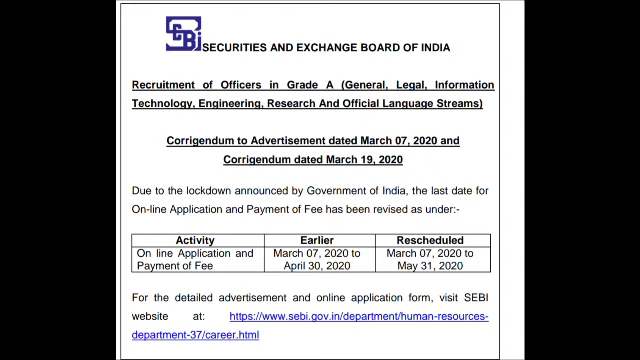 SEBI
SECURITIES AND EXCHANGE BOARD OF INDIA
Recruitment of Officers in Grade A (General, Legal, Information
Technology, Engineering, Research And Official Language Streams)
Corrigendum to Advertisement dated March 07, 2020 and
Corrigendum dated March 19, 2020
Due to the lockdown announced by Government of India, the last date for
On-line Application and Payment of Fee has been revised as under:-
Activity Earlier Rescheduled
On line Application and March 07, 2020 to March 07, 2020 to
Payment of Fee April 30, 2020 May 31, 2020
For the detailed advertisement and online application form, visit SEBI
website at: https://www.sebi.gov.in/department/human-resources-
department-37/career.html